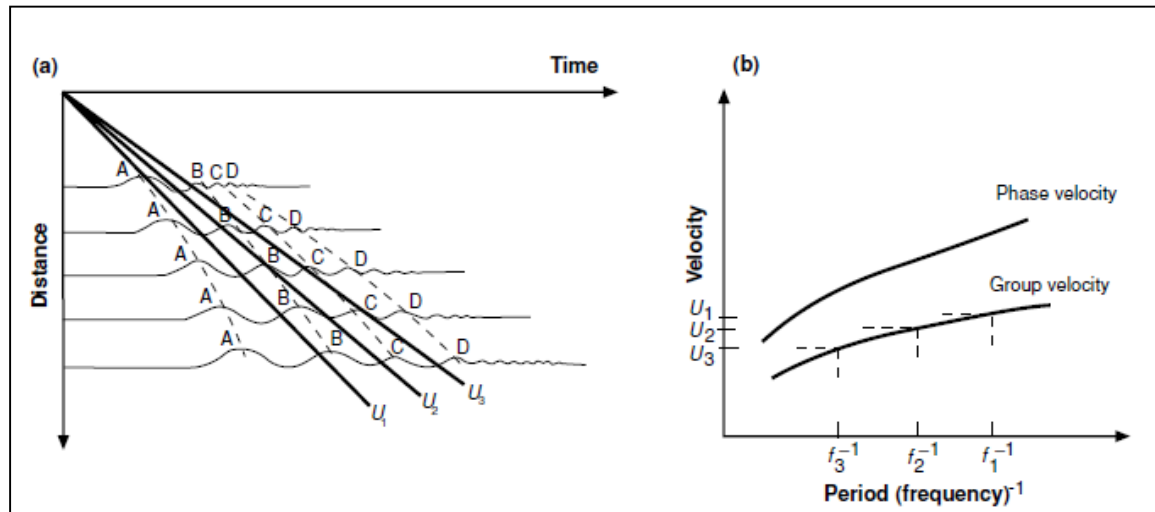 (a)
Time
A
B
C
D
A
B
C
D
A
B
C
D
A
B
C
D
A
B
C
D
U1
U2
U3
Distance
(b)
Velocity
Phase velocity
Group velocity
U1
U2
U3
f3-1
f2-1
f1-1
Period (frequency)-1